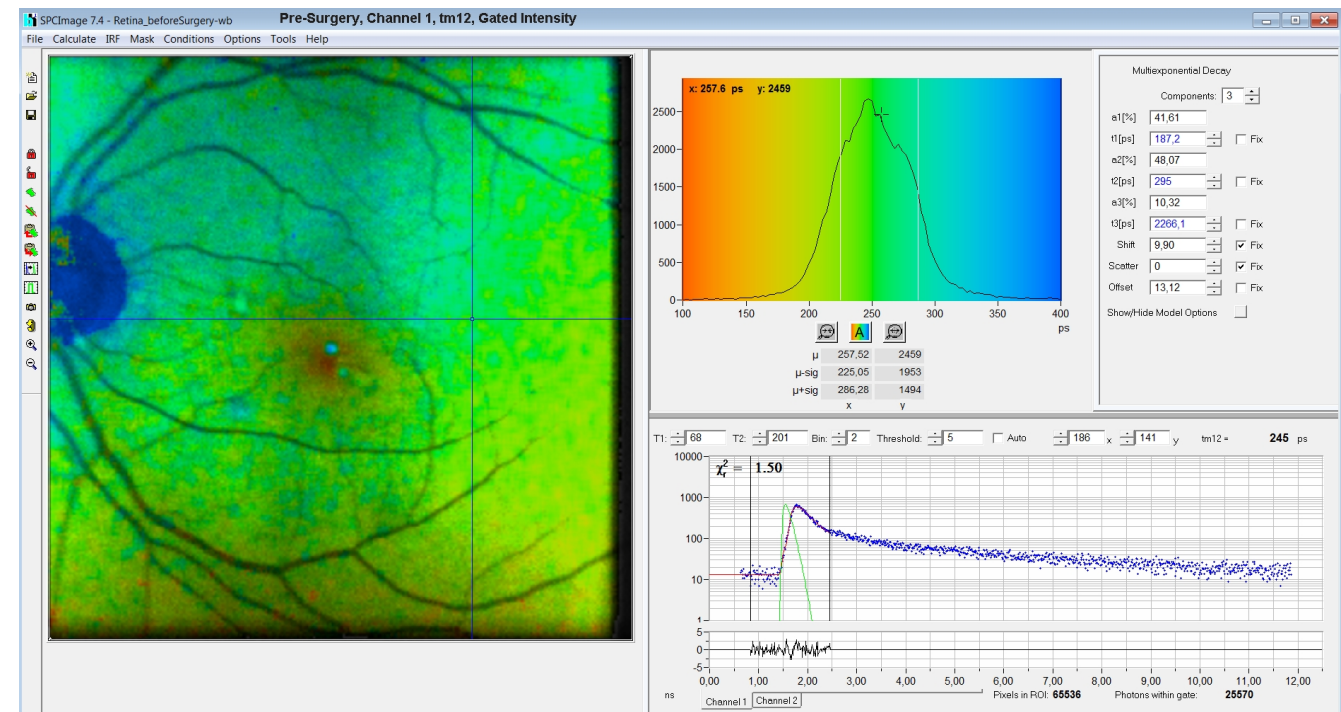 SPCImage 7.4 - Retina_beforeSurgery-wb
Pre-Surgery, Channel 1, tm12, Gated Intensity
File Calculate IRF Mask Conditions Options Tools Help
x: 257.6 ps y: 2459
2500
2000
1500
1000
500
0
100 150 200 250 300 350 400
ps
A
μ 257,52 2459
μ-sig 225,05 1953
μ+sig 286,28 1494
x y
Multiexponential Decay
Components: 3
a1[%] 41,61
t1[ps] 187,2 Fix
a2[%] 48,07
t2[ps] 295 Fix
a3[%] 10,32
t3[ps] 2266,1 Fix
Shift 9,90 Fix
Scatter 0 Fix
Offset 13,12 Fix
Show/Hide Model Options
T1: 68 T2: 201 Bin: 2 Threshold: 5 Auto 186 x 141 y tm12 = 245 ps
χ²r = 1.50
10000
1000
100
10
1
5
0
-5
0,00 1,00 2,00 3,00 4,00 5,00 6,00 7,00 8,00 9,00 10,00 11,00 12,00
ns
Channel 1 Channel 2
Pixels in ROI: 65536 Photons within gate: 25570